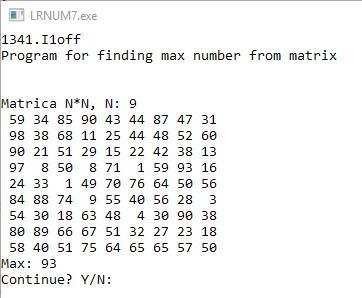 LRNUM7.exe
1341.I1off
Program for finding max number from matrix
Matrica N*N, N: 9
59 34 85 90 43 44 87 47 31
98 38 68 11 25 44 48 52 60
90 21 51 29 15 22 42 38 13
97 8 50 8 71 1 59 93 16
24 33 1 49 70 76 64 50 56
84 88 74 9 55 40 56 28 3
54 30 18 63 48 4 30 90 38
80 89 66 67 51 32 27 23 18
58 40 51 75 64 65 65 57 50
Max: 93
Continue? Y/N: